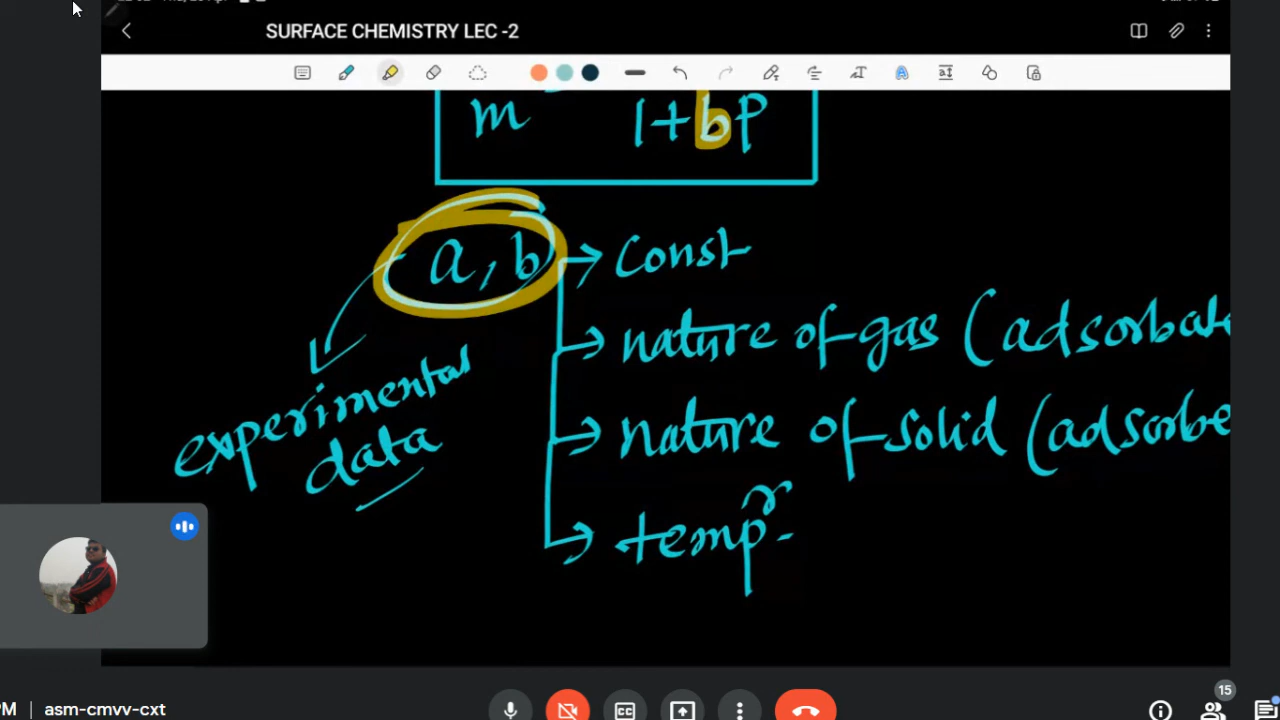 SURFACE CHEMISTRY LEC -2
m 1+bp
a, b → const
→ nature of gas (adsorbate
→ nature of solid (adsorbe
experimental
data
→ tempr.
asm-cmvv-cxt
15